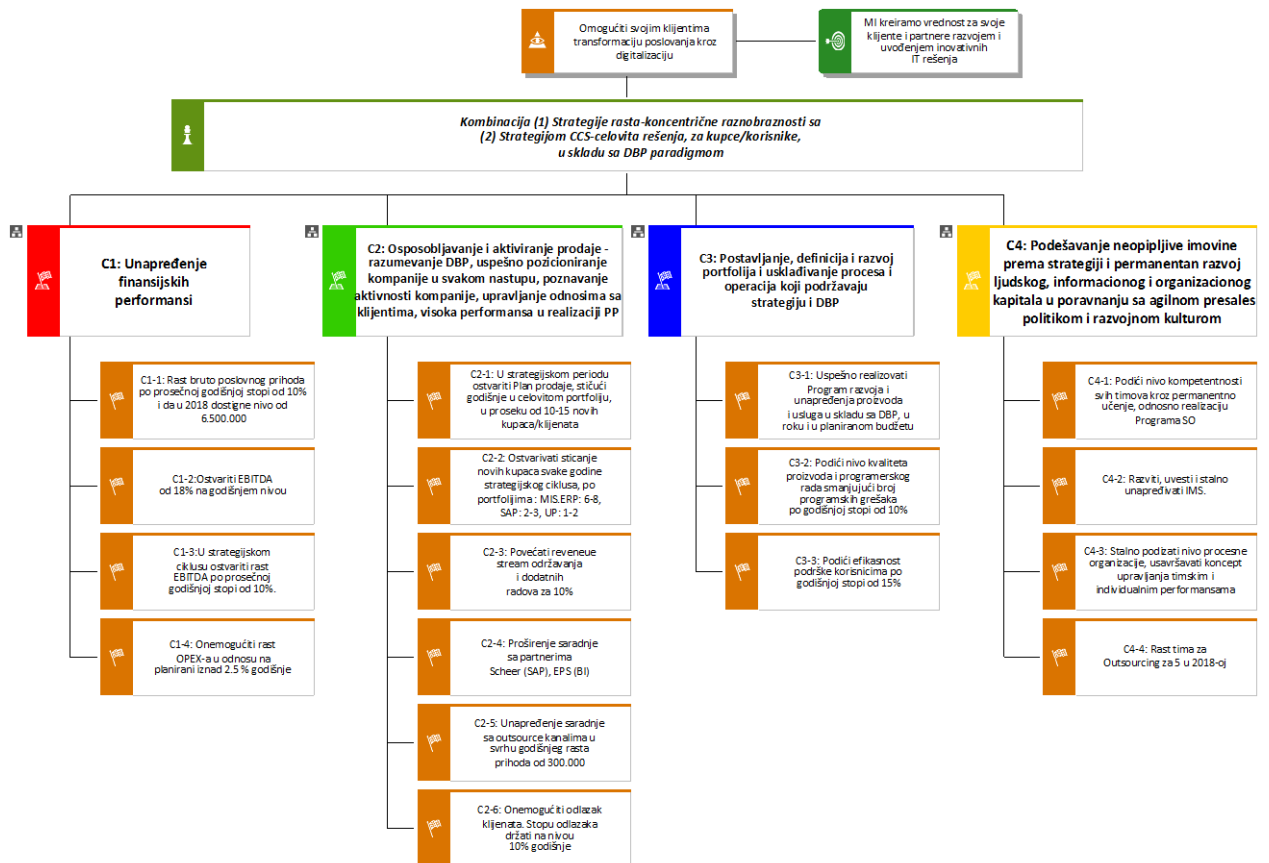 Omogućiti svojim klijentima
transformaciju poslovanja kroz
digitalizaciju
MI kreiramo vrednost za svoje
klijente i partnere razvojem i
uvođenjem inovativnih
IT rešenja
Kombinacija (1) Strategije rasta-koncentrične raznobraznosti sa
(2) Strategijom CCS-celovita rešenja, za kupce/korisnike,
u skladu sa DBP paradigmom
C1: Unapređenje
finansijskih
performansi
C2: Osposobljavanje i aktiviranje prodaje -
razumevanje DBP, uspešno pozicioniranje
kompanije u svakom nastupu, poznavanje
aktivnosti kompanije, upravljanje odnosima sa
klijentima, visoka performansa u realizaciji PP
C3: Postavljanje, definicija i razvoj
portfolija i usklađivanje procesa i
operacija koji podržavaju
strategiju i DBP
C4: Podešavanje neopipljive imovine
prema strategiji i permanentan razvoj
ljudskog, informacionog i organizacionog
kapitala u poravnanju sa agilnom presales
politikom i razvojnom kulturom
C1-1: Rast bruto poslovnog prihoda
po prosečnoj godišnjoj stopi od 10%
i da u 2018 dostigne nivo od
6.500.000
C1-2:Ostvariti EBITDA
od 18% na godišnjem nivou
C1-3:U strategijskom
ciklusu ostvariti rast
EBITDA po prosečnoj
godišnjoj stopi od 10%.
C1-4: Onemogućiti rast
OPEX-a u odnosu na
planirani iznad 2.5 % godišnje
C2-1: U strategijskom periodu
ostvariti Plan prodaje, stičući
godišnje u celovitom portfoliju,
u proseku od 10-15 novih
kupaca/klijenata
C2-2: Ostvarivati sticanje
novih kupaca svake godine
strategijskog ciklusa, po
portfolijima : MIS.ERP: 6-8,
SAP: 2-3, UP: 1-2
C2-3: Povećati reveneue
stream održavanja
i dodatnih
radova za 10%
C2-4: Proširenje saradnje
sa partnerima
Scheer (SAP), EPS (BI)
C2-5: Unapređenje saradnje
sa outsource kanalima u
svrhu godišnjeg rasta
prihoda od 300.000
C2-6: Onemogućiti odlazak
klijenata. Stopu odlazaka
držati na nivou
10% godišnje
C3-1: Uspešno realizovati
Program razvoja i
unapređenja proizvoda
i usluga u skladu sa DBP, u
roku i u planiranom budžetu
C3-2: Podići nivo kvaliteta
proizvoda i programerskog
rada smanjujući broj
programskih grešaka
po godišnjoj stopi od 10%
C3-3: Podići efikasnost
podrške korisnicima po
godišnjoj stopi od 15%
C4-1: Podići nivo kompetentnosti
svih timova kroz permanentno
učenje, odnosno realizaciju
Programa SO
C4-2: Razviti, uvesti i stalno
unapređivati IMS.
C4-3: Stalno podizati nivo procesne
organizacije, usavršavati koncept
upravljanja timskim i
individualnim performansama
C4-4: Rast tima za
Outsourcing za 5 u 2018-oj